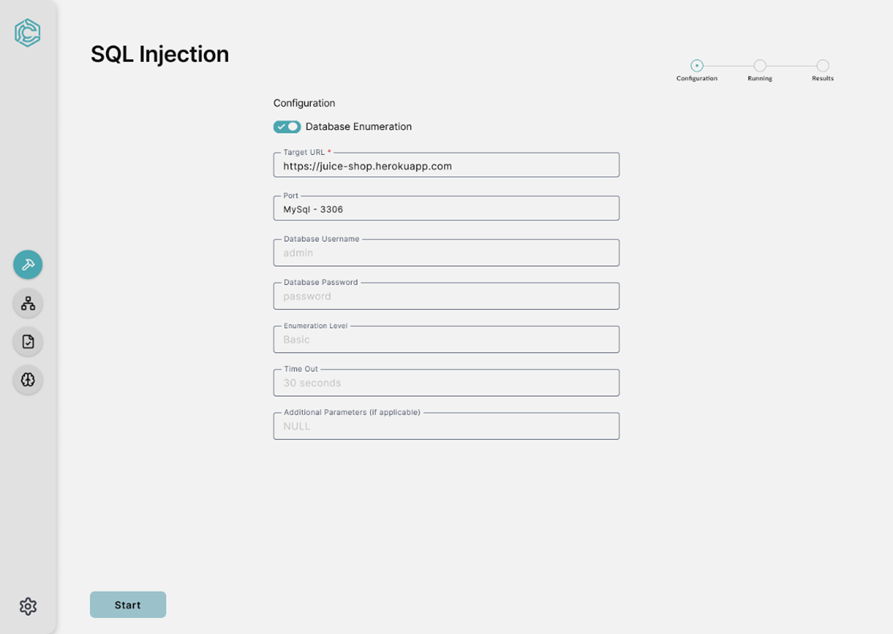 SQL Injection
Configuration
Running
Results
Configuration
Database Enumeration
Target URL *
https://juice-shop.herokuapp.com
Port
MySql - 3306
Database Username
admin
Database Password
password
Enumeration Level
Basic
Time Out
30 seconds
Additional Parameters (if applicable)
NULL
Start